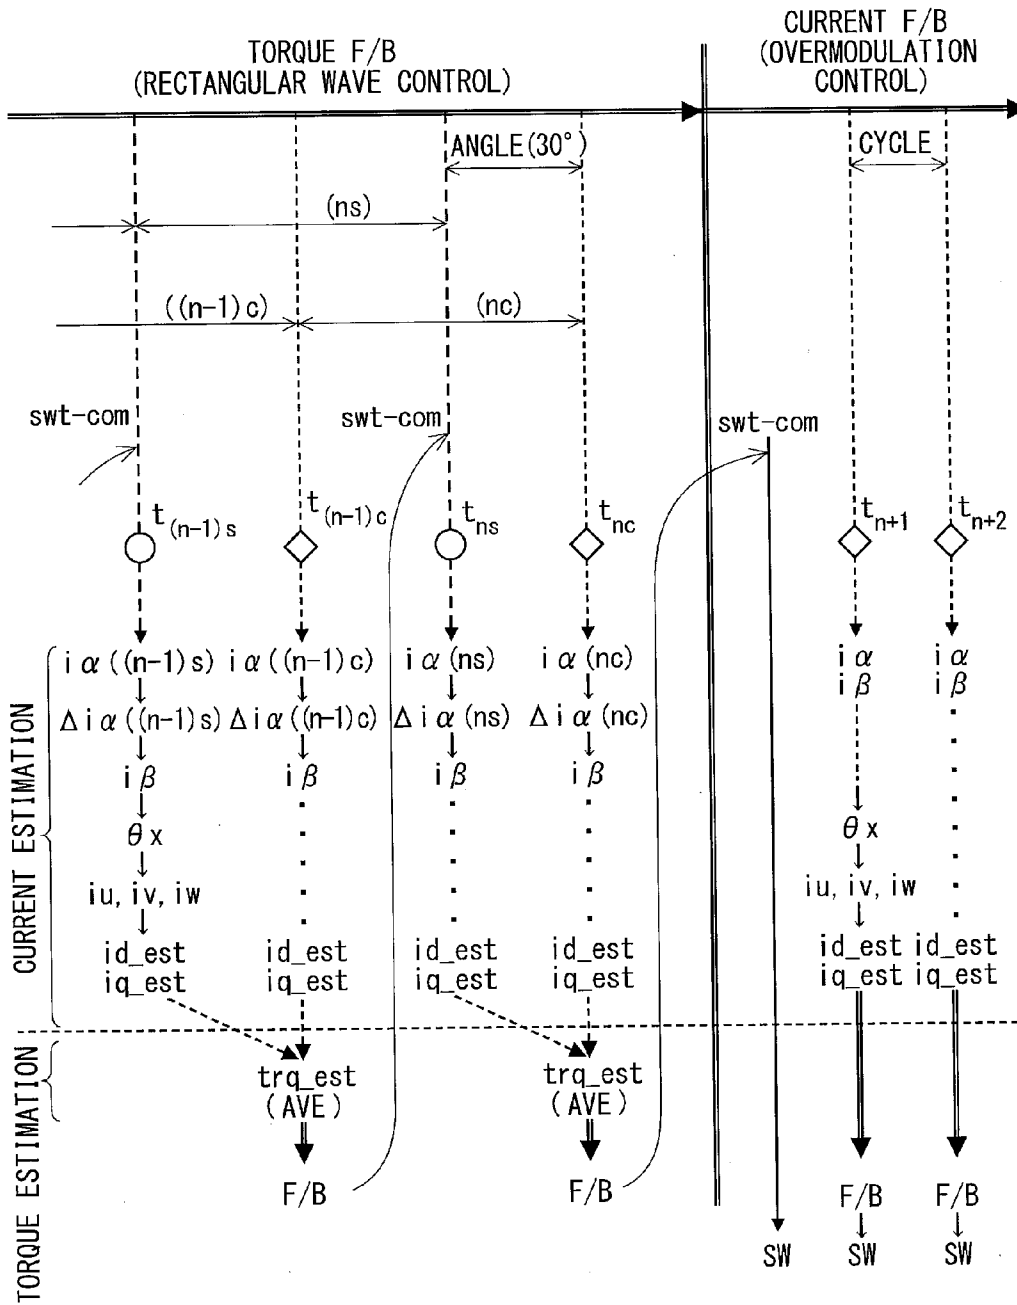 TORQUE F/B
(RECTANGULAR WAVE CONTROL)
CURRENT F/B
(OVERMODULATION
CONTROL)
ANGLE(30°)
CYCLE
(ns)
((n-1)c)
(nc)
swt-com
swt-com
swt-com
t(n-1)s
t(n-1)c
tns
tnc
tn+1
tn+2
CURRENT ESTIMATION
iα((n-1)s) iα((n-1)c) iα(ns) iα(nc) iα iα
iβ iβ
Δiα((n-1)s) Δiα((n-1)c) Δiα(ns) Δiα(nc)
iβ iβ iβ iβ
θx θx
iu, iv, iw iu, iv, iw
id_est id_est id_est id_est id_est id_est
iq_est iq_est iq_est iq_est iq_est iq_est
TORQUE ESTIMATION
trq_est trq_est
(AVE) (AVE)
F/B F/B F/B F/B
SW SW SW